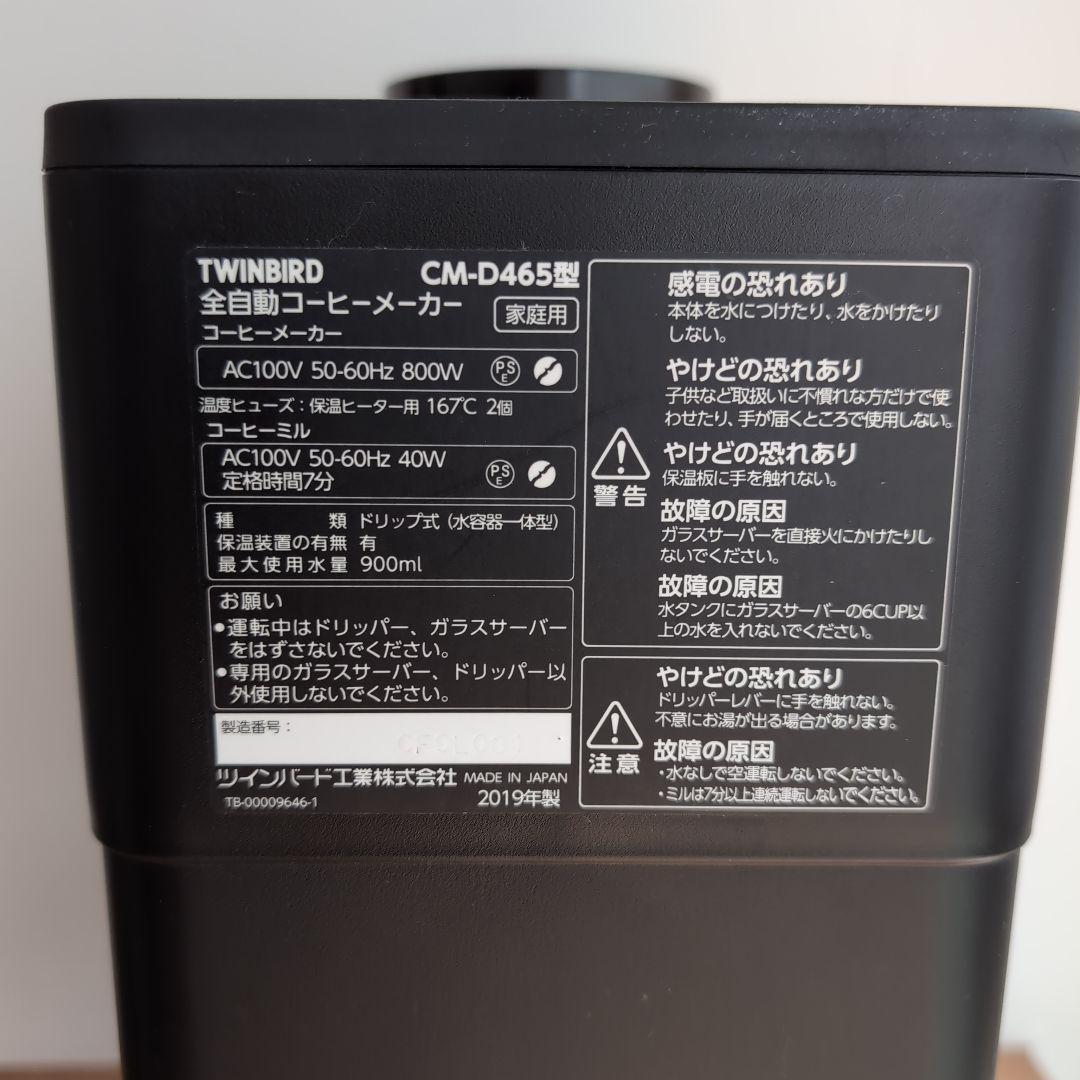 TWINBIRD CM-D465型
全自動コーヒーメーカー 家庭用
コーヒーメーカー
AC100V 50-60Hz 800W PSE
温度ヒューズ：保温ヒーター用 167℃ 2個
コーヒーミル
AC100V 50-60Hz 40W PSE
定格時間7分
種類 ドリップ式（水容器一体型）
保温装置の有無 有
最大使用水量 900ml
お願い
●運転中はドリッパー、ガラスサーバー
をはずさないでください。
●専用のガラスサーバー、ドリッパー以
外使用しないでください。
製造番号：
ツインバード工業株式会社 MADE IN JAPAN
TB-00009646-1 2019年製
警告
感電の恐れあり
本体を水につけたり、水をかけたり
しない。
やけどの恐れあり
子供など取扱いに不慣れな方だけで使
わせたり、手が届くところで使用しない。
やけどの恐れあり
保温板に手を触れない。
故障の原因
ガラスサーバーを直接火にかけたりし
ないでください。
故障の原因
水タンクにガラスサーバーの6CUP以
上の水を入れないでください。
注意
やけどの恐れあり
ドリッパーレバーに手を触れない。
不意にお湯が出る場合があります。
故障の原因
・水なしで空運転しないでください。
・ミルは7分以上連続運転しないでください。